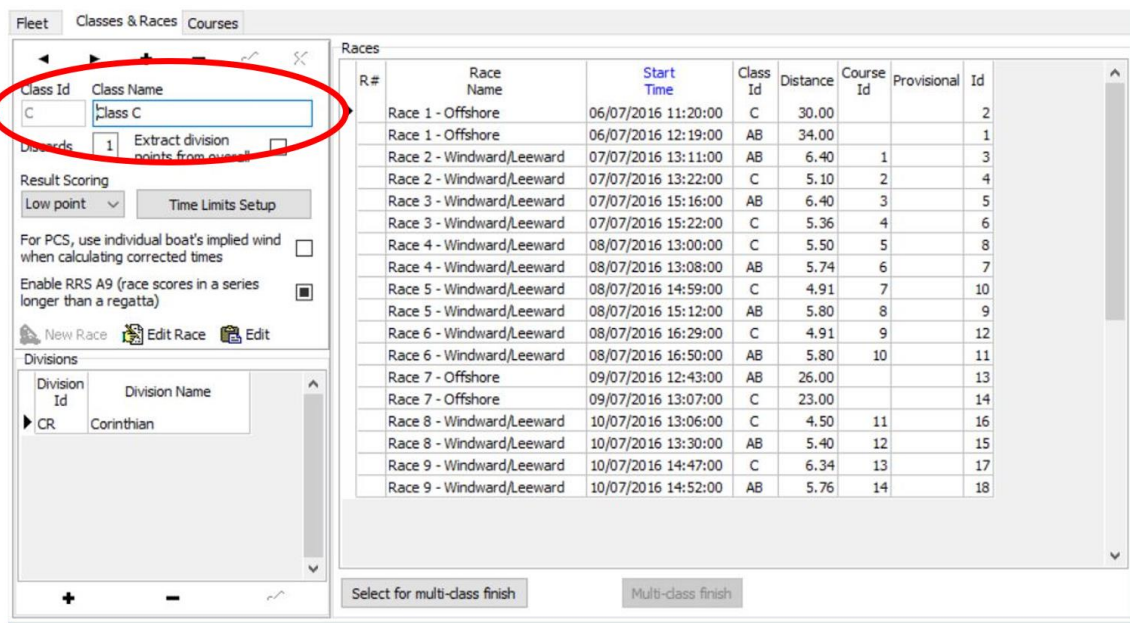 Fleet Classes & Races Courses
Class Id Class Name
C Class C
Discards 1 Extract division
points from overall
Result Scoring
Low point Time Limits Setup
For PCS, use individual boat's implied wind
when calculating corrected times
Enable RRS A9 (race scores in a series
longer than a regatta)
New Race Edit Race Edit
Divisions
Division
Id Division Name
CR Corinthian
Races
R# Race
Name Start
Time Class
Id Distance Course
Id Provisional Id
Race 1 - Offshore 06/07/2016 11:20:00 C 30.00 2
Race 1 - Offshore 06/07/2016 12:19:00 AB 34.00 1
Race 2 - Windward/Leeward 07/07/2016 13:11:00 AB 6.40 1 3
Race 2 - Windward/Leeward 07/07/2016 13:22:00 C 5.10 2 4
Race 3 - Windward/Leeward 07/07/2016 15:16:00 AB 6.40 3 5
Race 3 - Windward/Leeward 07/07/2016 15:22:00 C 5.36 4 6
Race 4 - Windward/Leeward 08/07/2016 13:00:00 C 5.50 5 8
Race 4 - Windward/Leeward 08/07/2016 13:08:00 AB 5.74 6 7
Race 5 - Windward/Leeward 08/07/2016 14:59:00 C 4.91 7 10
Race 5 - Windward/Leeward 08/07/2016 15:12:00 AB 5.80 8 9
Race 6 - Windward/Leeward 08/07/2016 16:29:00 C 4.91 9 12
Race 6 - Windward/Leeward 08/07/2016 16:50:00 AB 5.80 10 11
Race 7 - Offshore 09/07/2016 12:43:00 AB 26.00 13
Race 7 - Offshore 09/07/2016 13:07:00 C 23.00 14
Race 8 - Windward/Leeward 10/07/2016 13:06:00 C 4.50 11 16
Race 8 - Windward/Leeward 10/07/2016 13:30:00 AB 5.40 12 15
Race 9 - Windward/Leeward 10/07/2016 14:47:00 C 6.34 13 17
Race 9 - Windward/Leeward 10/07/2016 14:52:00 AB 5.76 14 18
Select for multi-class finish Multi-class finish